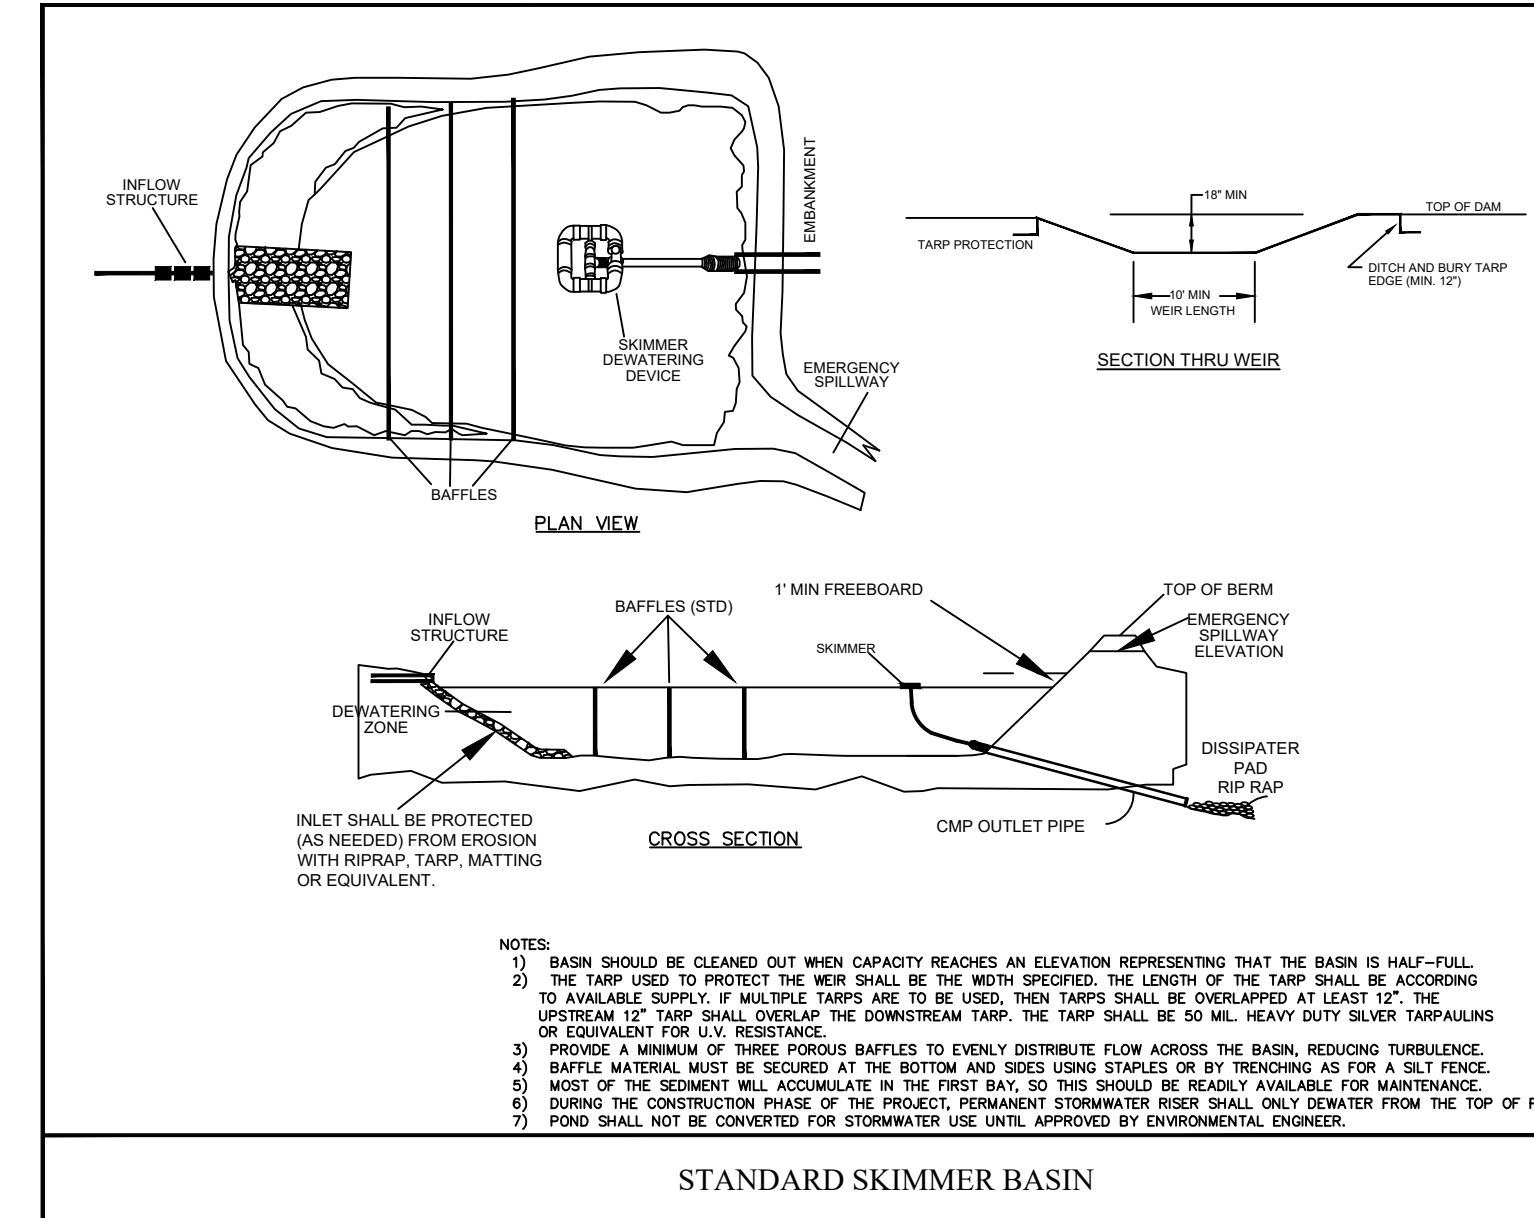 INFLOW
STRUCTURE
EMBANKMENT
SKIMMER
DEWATERING
DEVICE
EMERGENCY
SPILLWAY
BAFFLES
PLAN VIEW
18" MIN
TOP OF DAM
TARP PROTECTION
DITCH AND BURY TARP
EDGE (MIN. 12")
10' MIN
WEIR LENGTH
SECTION THRU WEIR
1' MIN FREEBOARD
TOP OF BERM
BAFFLES (STD)
INFLOW
STRUCTURE
EMERGENCY
SPILLWAY
ELEVATION
SKIMMER
DEWATERING
ZONE
DISSIPATER
PAD
RIP RAP
INLET SHALL BE PROTECTED
(AS NEEDED) FROM EROSION
WITH RIPRAP, TARP, MATTING
OR EQUIVALENT.
CMP OUTLET PIPE
CROSS SECTION
NOTES:
1) BASIN SHOULD BE CLEANED OUT WHEN CAPACITY REACHES AN ELEVATION REPRESENTING THAT THE BASIN IS HALF-FULL.
2) THE TARP USED TO PROTECT THE WEIR SHALL BE THE WIDTH SPECIFIED. THE LENGTH OF THE TARP SHALL BE ACCORDING
TO AVAILABLE SUPPLY. IF MULTIPLE TARPS ARE TO BE USED, THEN TARPS SHALL BE OVERLAPPED AT LEAST 12". THE
UPSTREAM 12" TARP SHALL OVERLAP THE DOWNSTREAM TARP. THE TARP SHALL BE 50 MIL. HEAVY DUTY SILVER TARPAULINS
OR EQUIVALENT FOR U.V. RESISTANCE.
3) PROVIDE A MINIMUM OF THREE POROUS BAFFLES TO EVENLY DISTRIBUTE FLOW ACROSS THE BASIN, REDUCING TURBULENCE.
4) BAFFLE MATERIAL MUST BE SECURED AT THE BOTTOM AND SIDES USING STAPLES OR BY TRENCHING AS FOR A SILT FENCE.
5) MOST OF THE SEDIMENT WILL ACCUMULATE IN THE FIRST BAY, SO THIS SHOULD BE READILY AVAILABLE FOR MAINTENANCE.
6) DURING THE CONSTRUCTION PHASE OF THE PROJECT, PERMANENT STORMWATER RISER SHALL ONLY DEWATER FROM THE TOP OF
7) POND SHALL NOT BE CONVERTED FOR STORMWATER USE UNTIL APPROVED BY ENVIRONMENTAL ENGINEER.
STANDARD SKIMMER BASIN